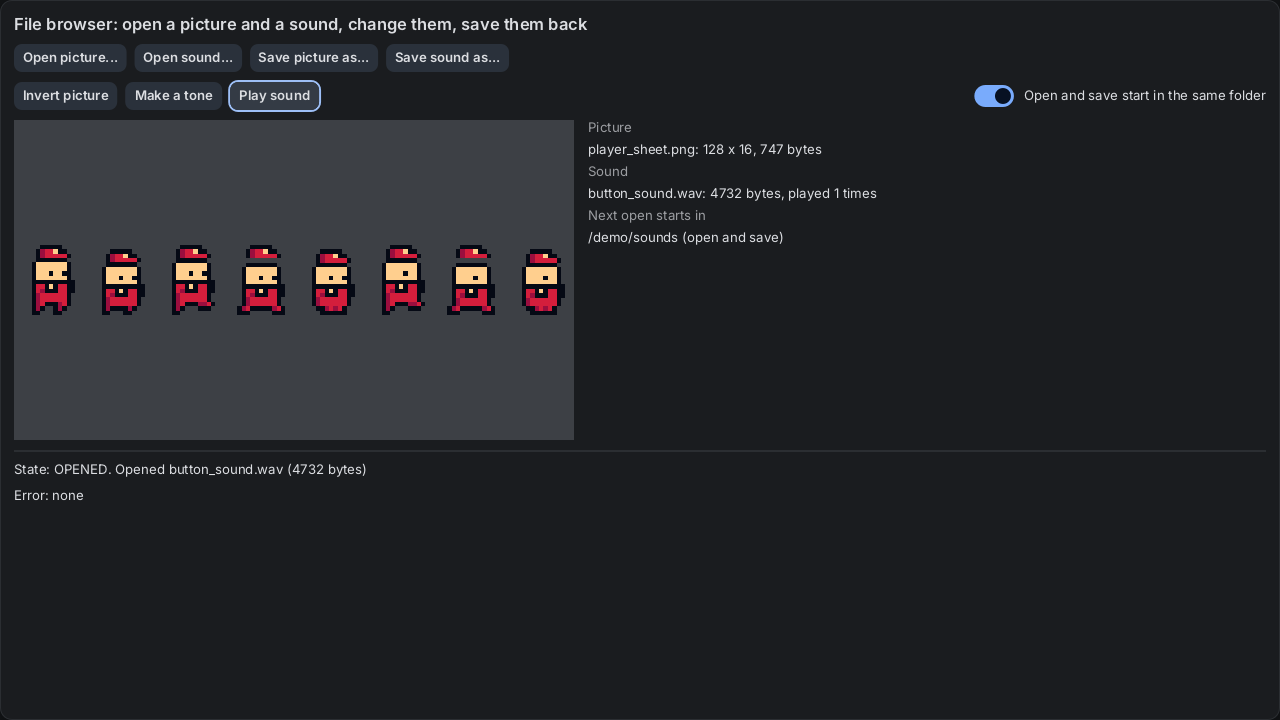 File browser: open a picture and a sound, change them, save them back
Open picture... Open sound... Save picture as... Save sound as...
Invert picture Make a tone Play sound Open and save start in the same folder
Picture
player_sheet.png: 128 x 16, 747 bytes
Sound
button_sound.wav: 4732 bytes, played 1 times
Next open starts in
/demo/sounds (open and save)
State: OPENED. Opened button_sound.wav (4732 bytes)
Error: none